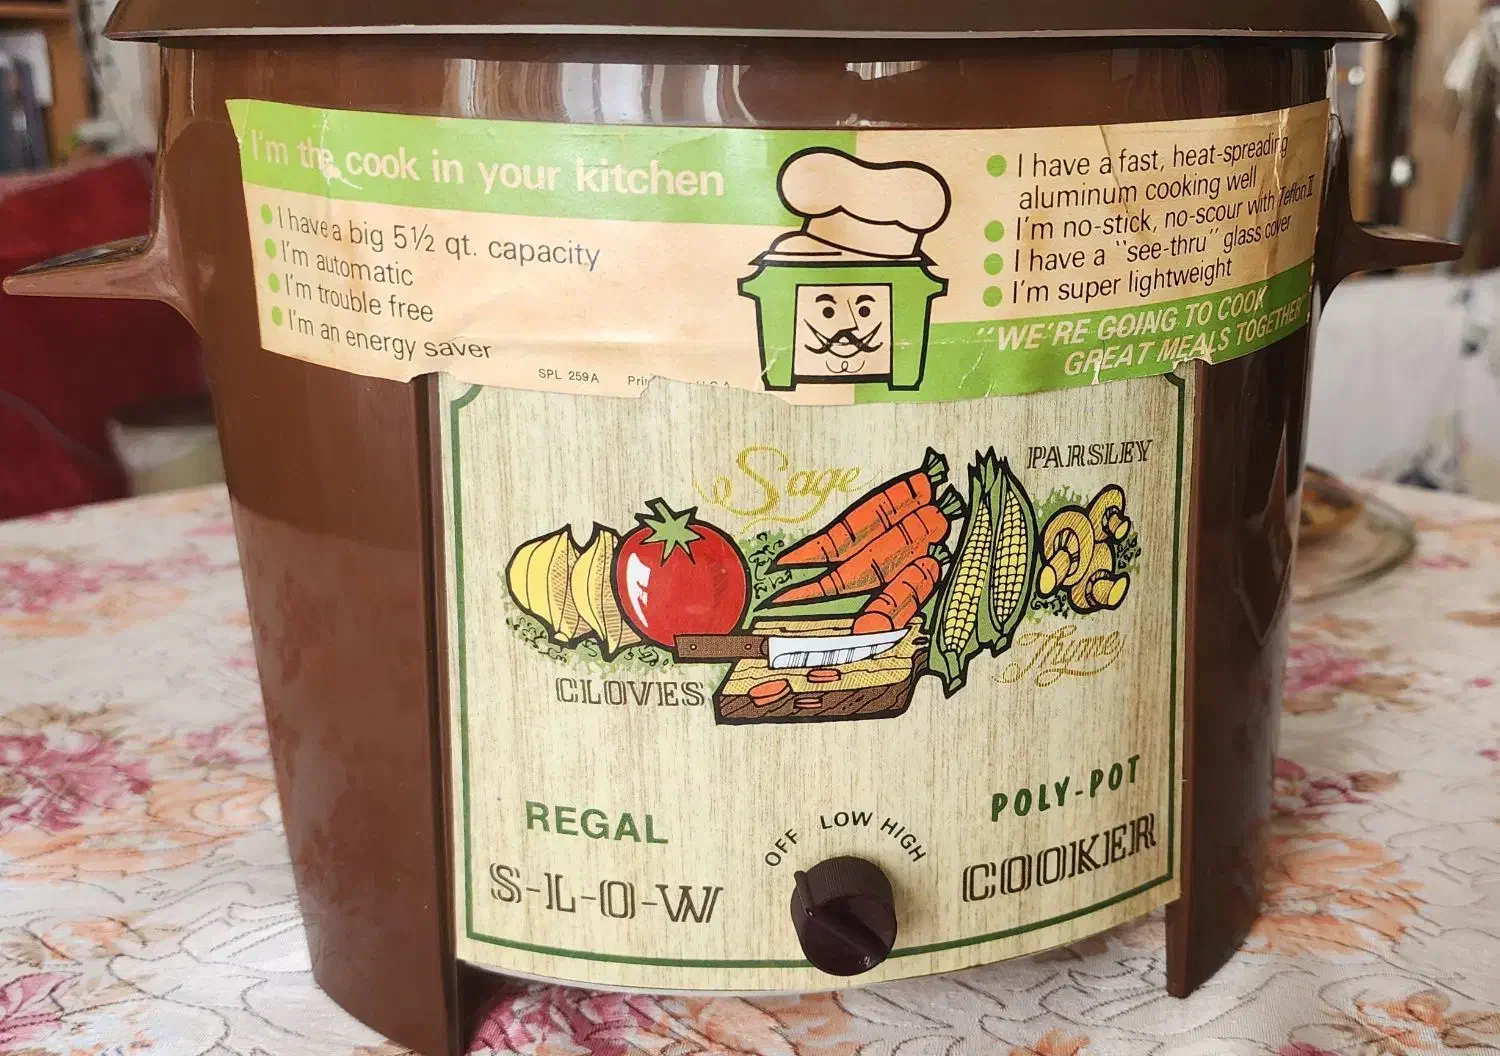 I'm the cook in your kitchen
I have a big 5½ qt. capacity
I'm automatic
I'm trouble free
I'm an energy saver
SPL 259A
I have a fast, heat-spreading
aluminum cooking well
I'm no-stick, no-scour with Teflon II
I have a "see-thru" glass cover
I'm super lightweight
"WE'RE GOING TO COOK
GREAT MEALS TOGETHER"
Sage
PARSLEY
CLOVES
Thyme
REGAL
S-L-O-W
OFF LOW HIGH
POLY-POT
COOKER